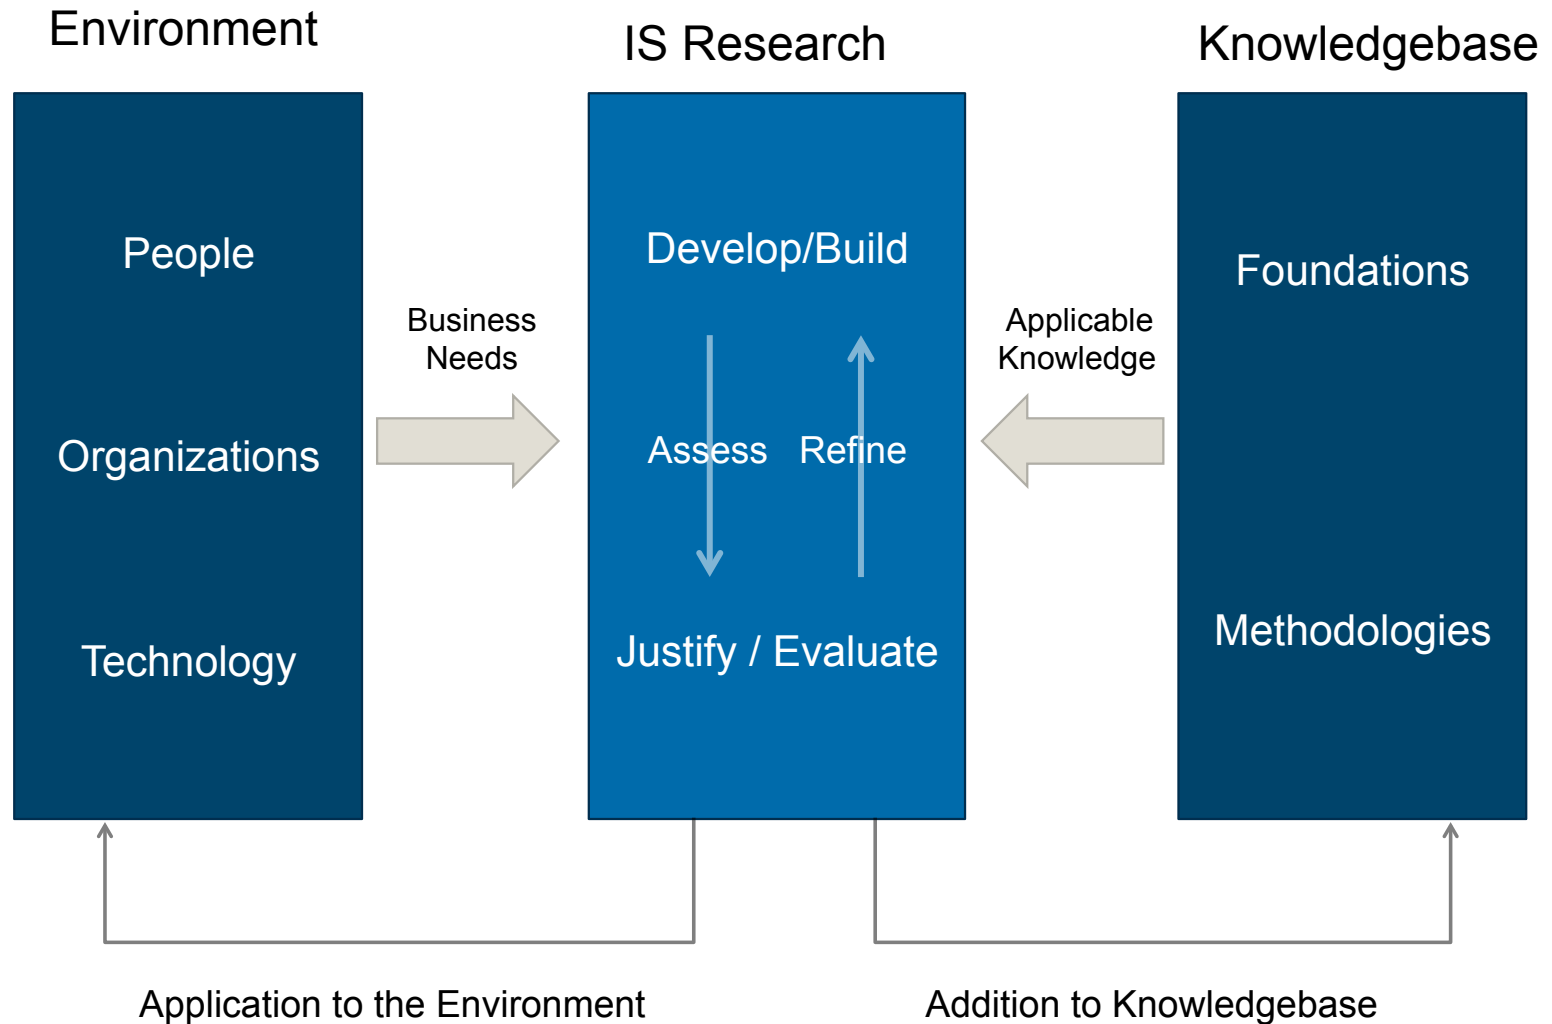 Environment
IS Research
Knowledgebase
People
Organizations
Technology
Business
Needs
Develop/Build
Assess
Refine
Justify / Evaluate
Applicable
Knowledge
Foundations
Methodologies
Application to the Environment
Addition to Knowledgebase